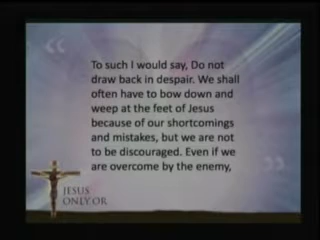 To such I would say, Do not
draw back in despair. We shall
often have to bow down and
weep at the feet of Jesus
because of our shortcomings
and mistakes, but we are not
to be discouraged. Even if we
are overcome by the enemy,
JESUS
ONLY.OR